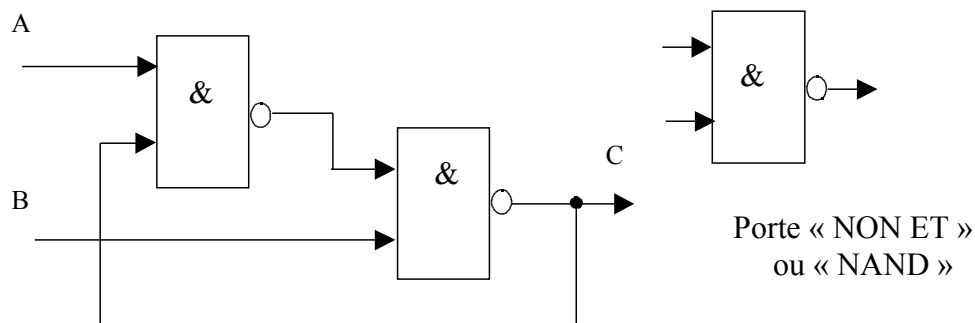 A
&
&
B
&
C
Porte « NON ET »
ou « NAND »